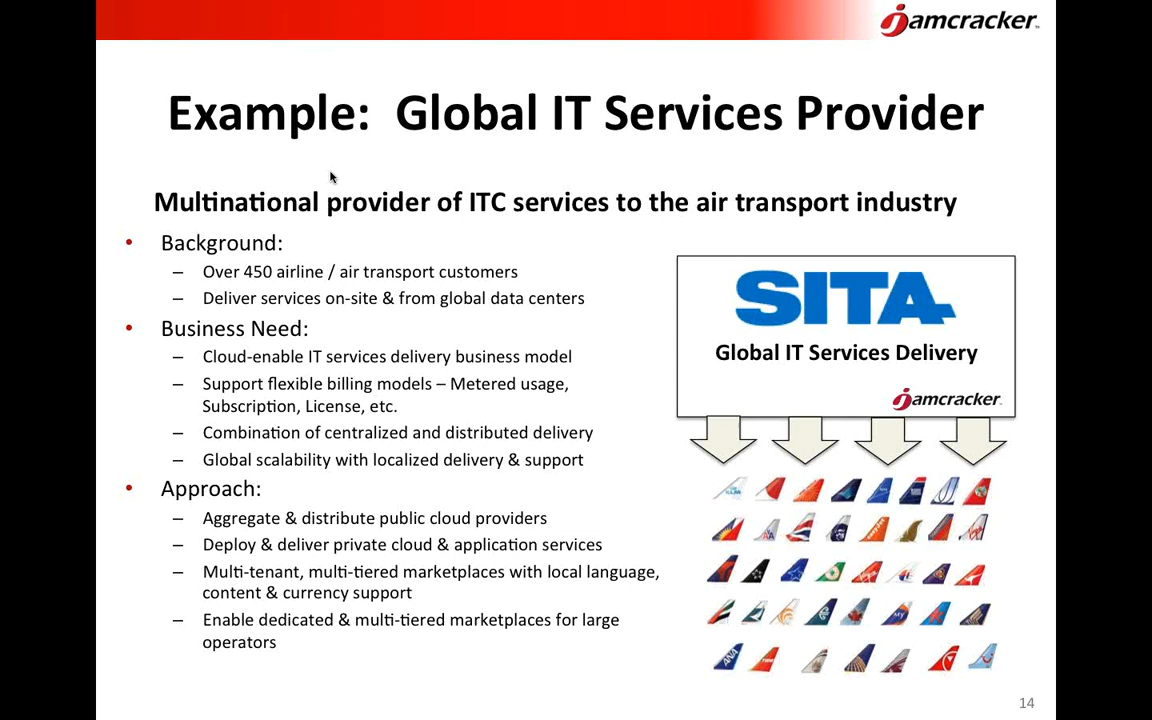 jamcracker
Example: Global IT Services Provider
Multinational provider of ITC services to the air transport industry
• Background:
– Over 450 airline / air transport customers
– Deliver services on-site & from global data centers
• Business Need:
– Cloud-enable IT services delivery business model
– Support flexible billing models – Metered usage,
Subscription, License, etc.
– Combination of centralized and distributed delivery
– Global scalability with localized delivery & support
• Approach:
– Aggregate & distribute public cloud providers
– Deploy & deliver private cloud & application services
– Multi-tenant, multi-tiered marketplaces with local language,
content & currency support
– Enable dedicated & multi-tiered marketplaces for large
operators
SITA
Global IT Services Delivery
jamcracker
KLM
AA
ANA
14